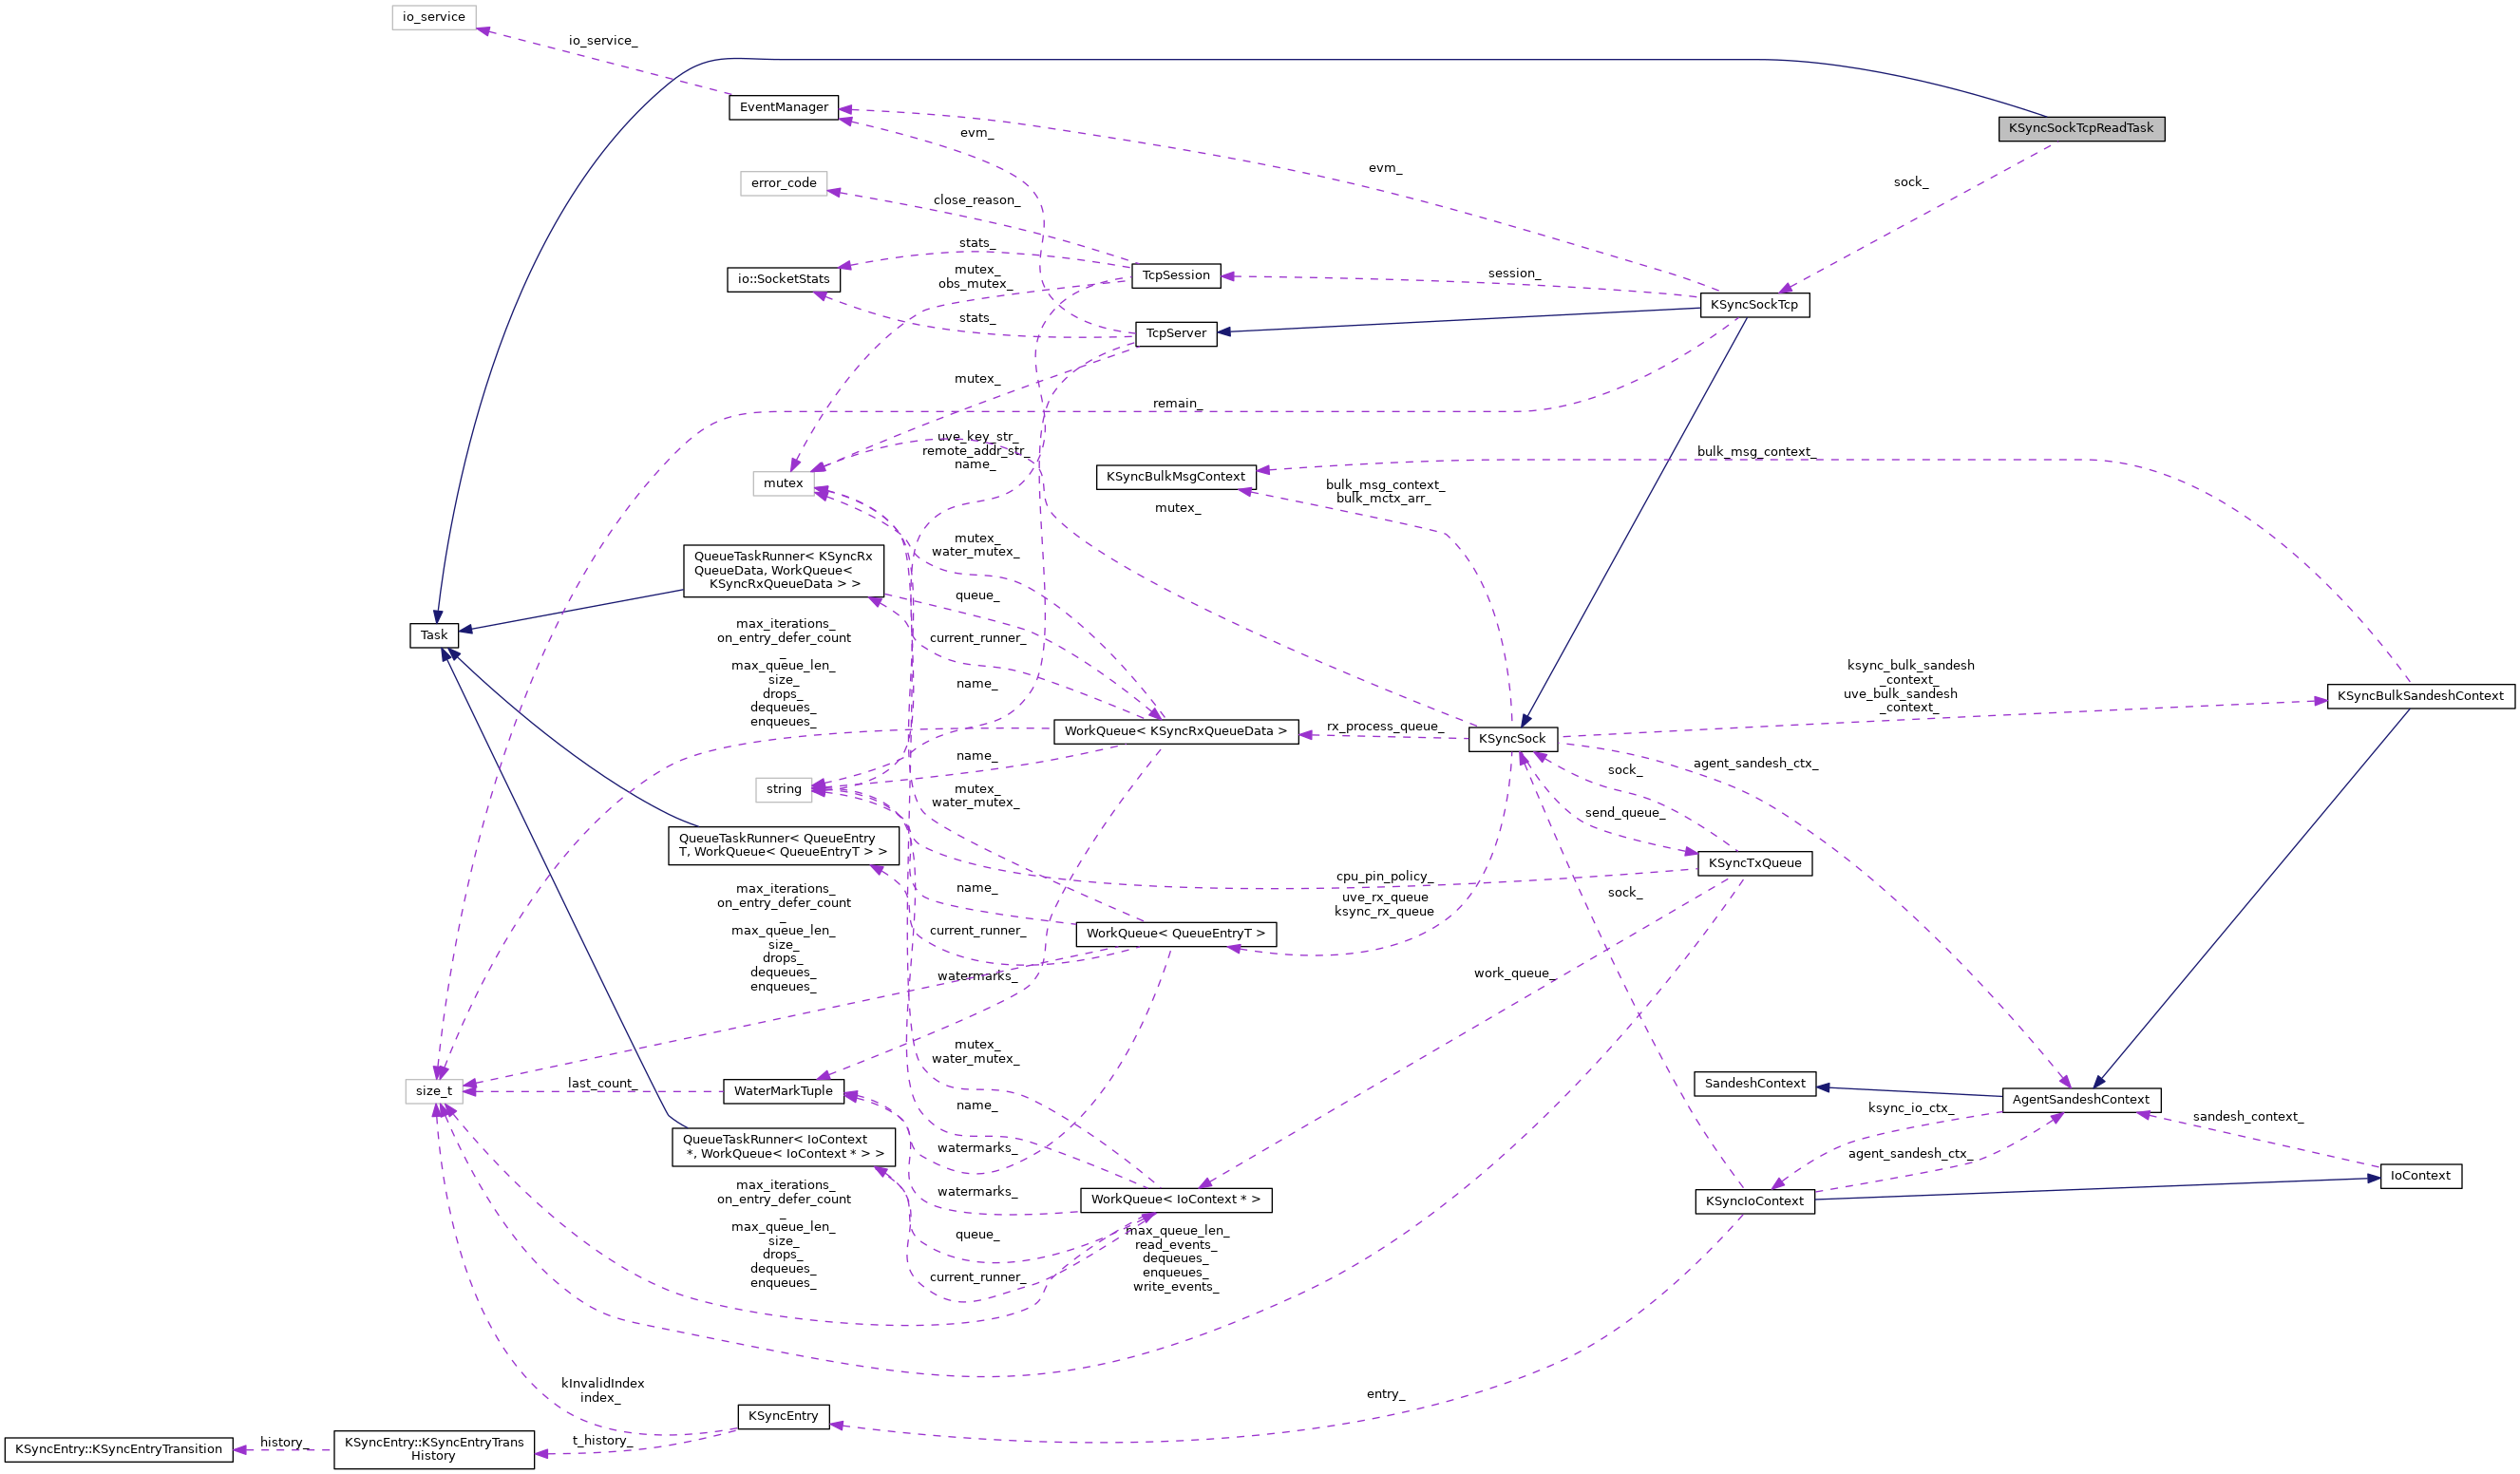 io_service
io_service_
EventManager
KSyncSockTcpReadTask
evm_
evm_
error_code
sock_
close_reason_
stats_
io::SocketStats
mutex_
obs_mutex_
TcpSession
session_
KSyncSockTcp
stats_
TcpServer
mutex_
remain_
uve_key_str_
remote_addr_str_
name_
bulk_msg_context_
mutex
KSyncBulkMsgContext
bulk_msg_context_
bulk_mctx_arr_
mutex_
mutex_
water_mutex_
QueueTaskRunner< KSyncRx
QueueData, WorkQueue<
KSyncRxQueueData > >
queue_
Task
max_iterations_
on_entry_defer_count
_
max_queue_len_
size_
drops_
dequeues_
enqueues_
current_runner_
name_
ksync_bulk_sandesh
_context_
uve_bulk_sandesh
_context_
KSyncBulkSandeshContext
WorkQueue< KSyncRxQueueData >
rx_process_queue_
KSyncSock
name_
sock_
agent_sandesh_ctx_
string
mutex_
water_mutex_
send_queue_
QueueTaskRunner< QueueEntry
T, WorkQueue< QueueEntryT > >
KSyncTxQueue
cpu_pin_policy_
name_
uve_rx_queue
ksync_rx_queue
sock_
max_iterations_
on_entry_defer_count
_
max_queue_len_
size_
drops_
dequeues_
enqueues_
current_runner_
WorkQueue< QueueEntryT >
watermarks_
work_queue_
mutex_
water_mutex_
size_t
last_count_
WaterMarkTuple
SandeshContext
AgentSandeshContext
name_
ksync_io_ctx_
sandesh_context_
QueueTaskRunner< IoContext
*, WorkQueue< IoContext * > >
watermarks_
agent_sandesh_ctx_
IoContext
max_iterations_
on_entry_defer_count
_
max_queue_len_
size_
drops_
dequeues_
enqueues_
watermarks_
WorkQueue< IoContext * >
KSyncIoContext
queue_
max_queue_len_
read_events_
dequeues_
enqueues_
write_events_
current_runner_
kInvalidIndex
index_
entry_
KSyncEntry
KSyncEntry::KSyncEntryTransition
history_
KSyncEntry::KSyncEntryTrans
History
t_history_